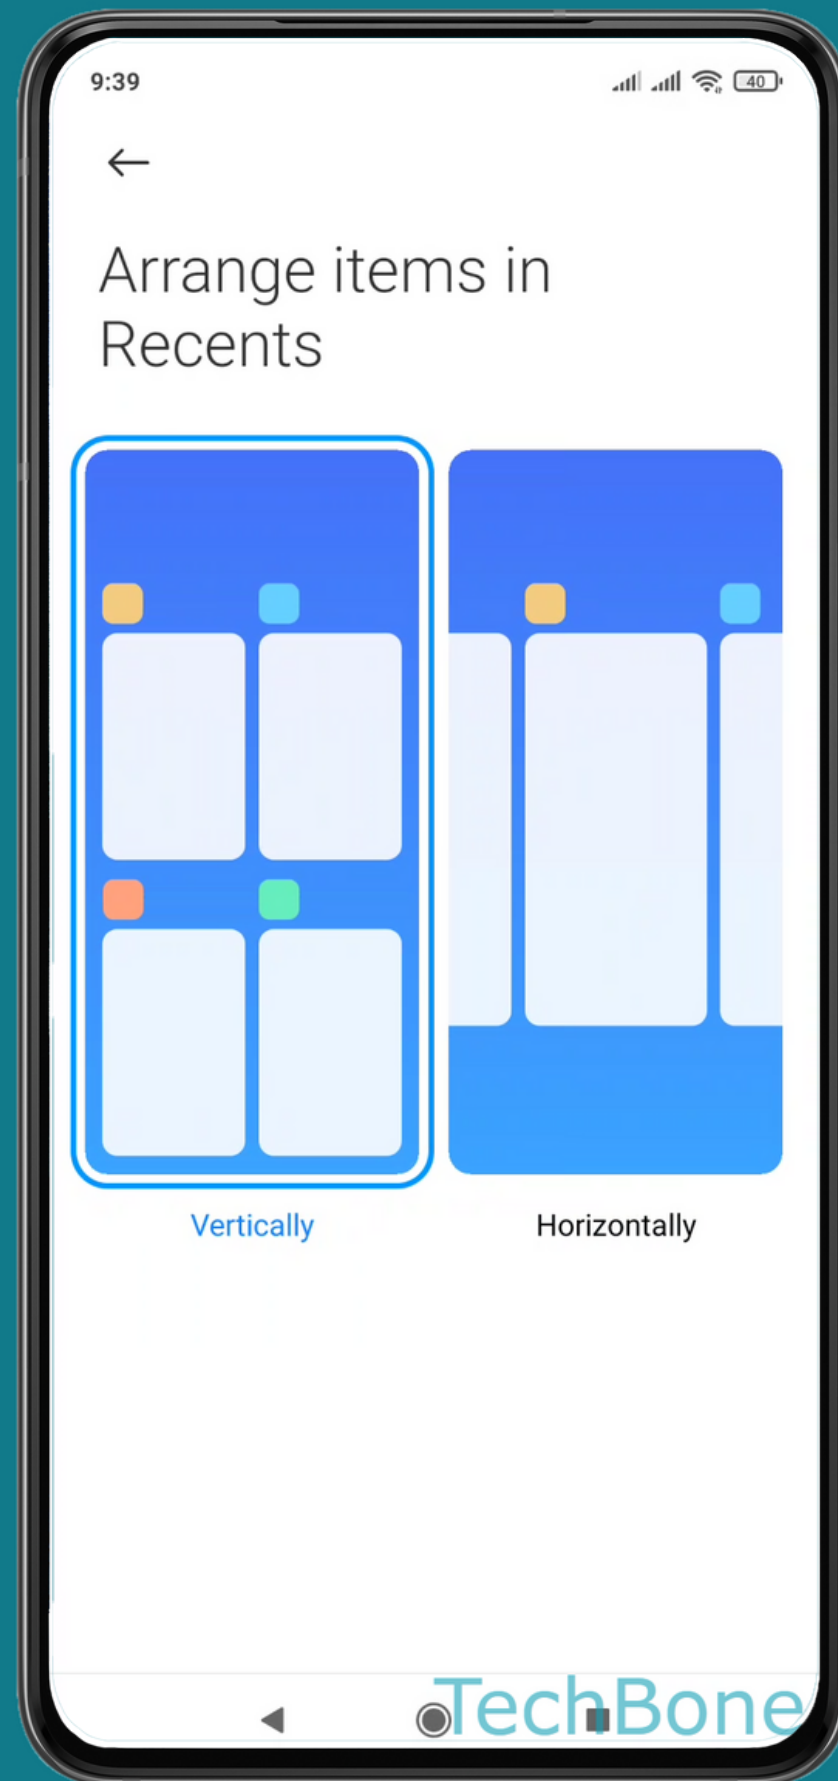 9:39
40
Arrange items in
Recents
Vertically
Horizontally
TechBone